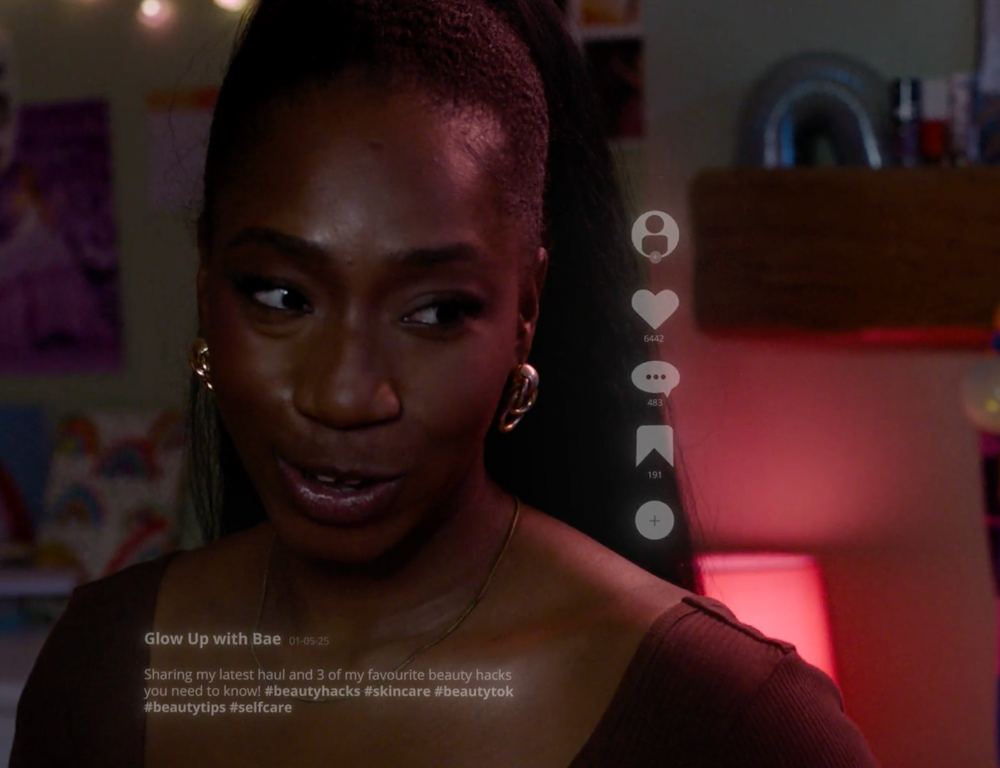 6442
483
191
Glow Up with Bae 01-05-25
Sharing my latest haul and 3 of my favourite beauty hacks
you need to know! #beautyhacks #skincare #beautytok
#beautytips #selfcare